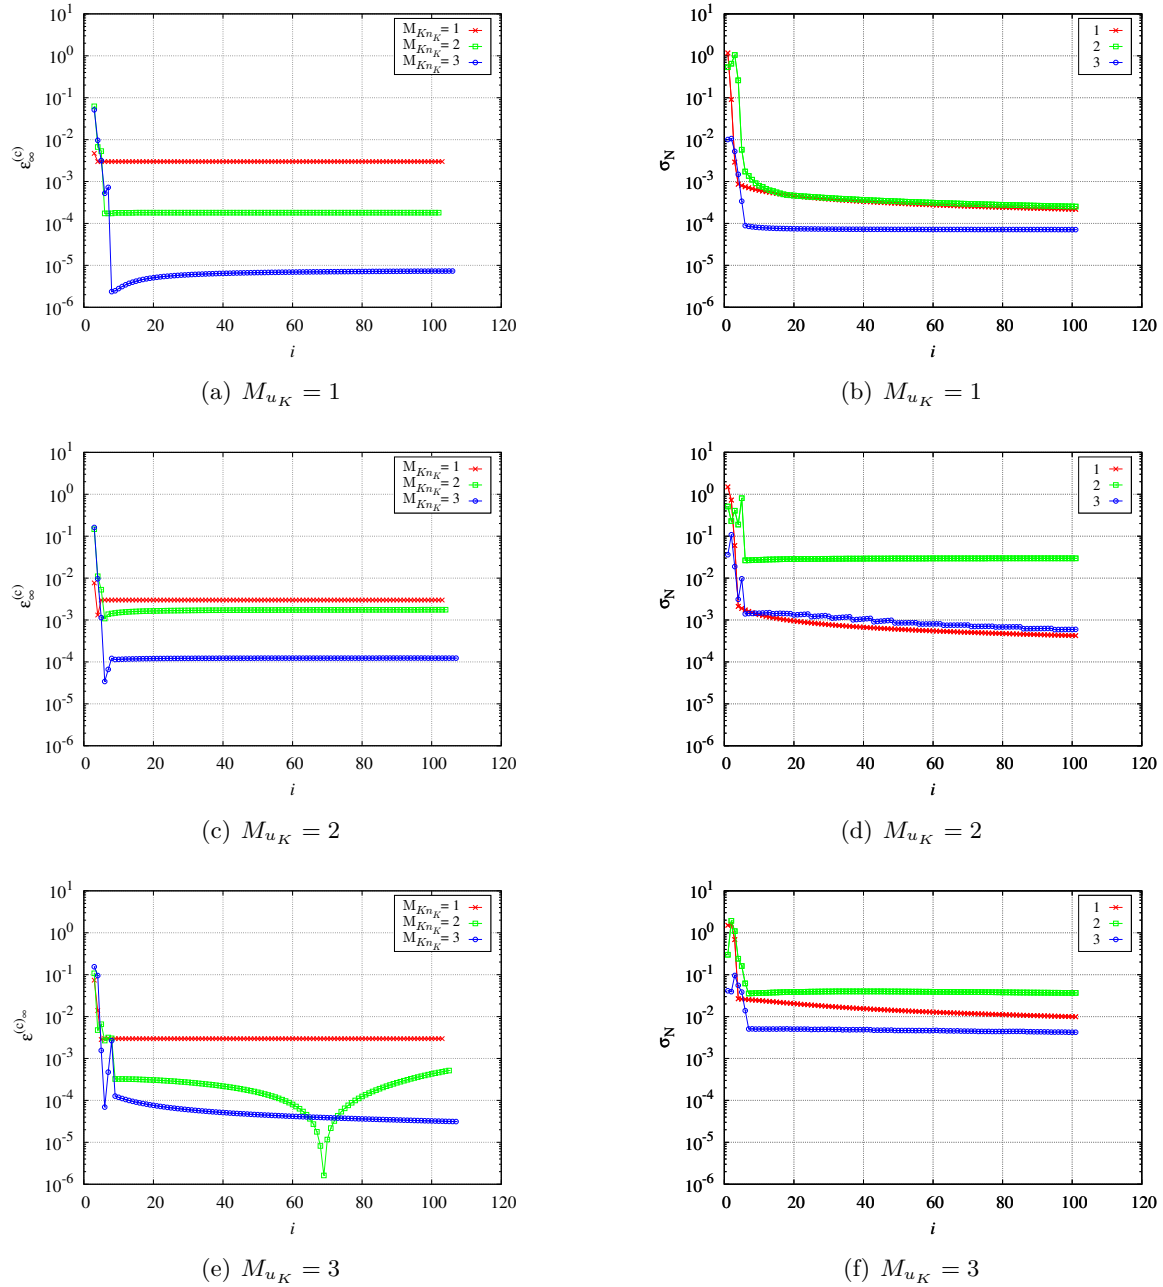 10^1
10^0
10^-1
10^-2
10^-3
10^-4
10^-5
10^-6
ε_∞^(c)
0 20 40 60 80 100 120
i
M_{Kn_K}= 1
M_{Kn_K}= 2
M_{Kn_K}= 3
(a) M_{u_K} = 1
10^1
10^0
10^-1
10^-2
10^-3
10^-4
10^-5
10^-6
σ_N
0 20 40 60 80 100 120
i
1
2
3
(b) M_{u_K} = 1
10^1
10^0
10^-1
10^-2
10^-3
10^-4
10^-5
10^-6
ε_∞^(c)
0 20 40 60 80 100 120
i
M_{Kn_K}= 1
M_{Kn_K}= 2
M_{Kn_K}= 3
(c) M_{u_K} = 2
10^1
10^0
10^-1
10^-2
10^-3
10^-4
10^-5
10^-6
σ_N
0 20 40 60 80 100 120
i
1
2
3
(d) M_{u_K} = 2
10^1
10^0
10^-1
10^-2
10^-3
10^-4
10^-5
10^-6
ε^(c)_∞
0 20 40 60 80 100 120
i
M_{Kn_K}= 1
M_{Kn_K}= 2
M_{Kn_K}= 3
(e) M_{u_K} = 3
10^1
10^0
10^-1
10^-2
10^-3
10^-4
10^-5
10^-6
σ_N
0 20 40 60 80 100 120
i
1
2
3
(f) M_{u_K} = 3